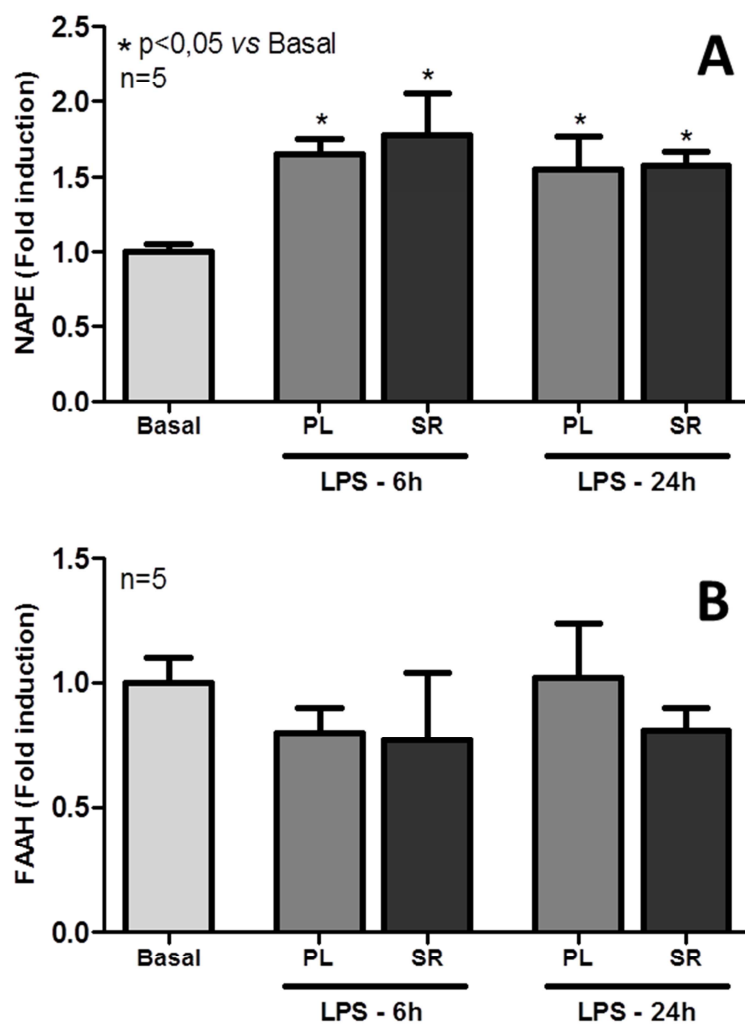 2.5
* p<0,05 vs Basal
A
n=5
2.0
* * * *
1.5
1.0
0.5
0.0
NAPE (Fold induction)
Basal PL SR PL SR
LPS - 6h LPS - 24h
1.5
n=5
B
1.0
0.5
0.0
FAAH (Fold induction)
Basal PL SR PL SR
LPS - 6h LPS - 24h